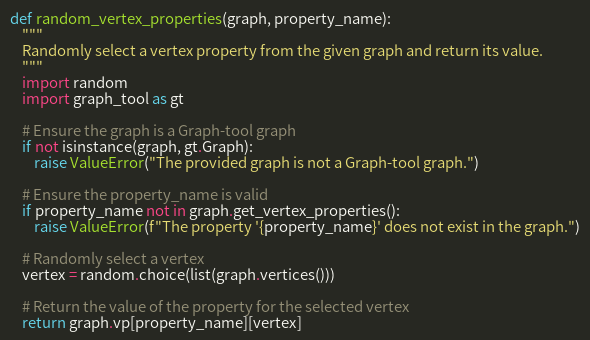 def random_vertex_properties(graph, property_name):
    """
    Randomly select a vertex property from the given graph and return its value.
    """
    import random
    import graph_tool as gt

    # Ensure the graph is a Graph-tool graph
    if not isinstance(graph, gt.Graph):
        raise ValueError("The provided graph is not a Graph-tool graph.")

    # Ensure the property_name is valid
    if property_name not in graph.get_vertex_properties():
        raise ValueError(f"The property '{property_name}' does not exist in the graph.")

    # Randomly select a vertex
    vertex = random.choice(list(graph.vertices()))

    # Return the value of the property for the selected vertex
    return graph.vp[property_name][vertex]